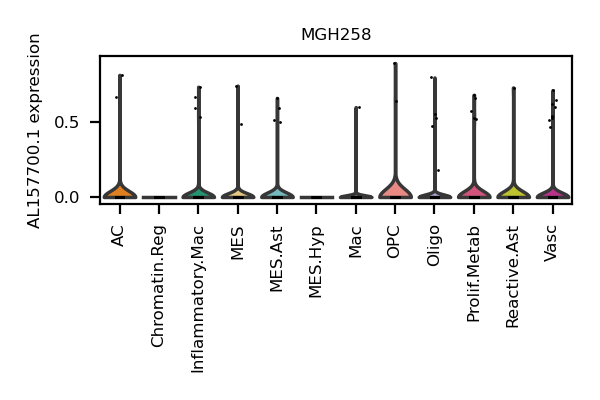 MGH258
AL157700.1 expression
0.5
0.0
AC
Chromatin.Reg
Inflammatory.Mac
MES
MES.Ast
MES.Hyp
Mac
OPC
Oligo
Prolif.Metab
Reactive.Ast
Vasc